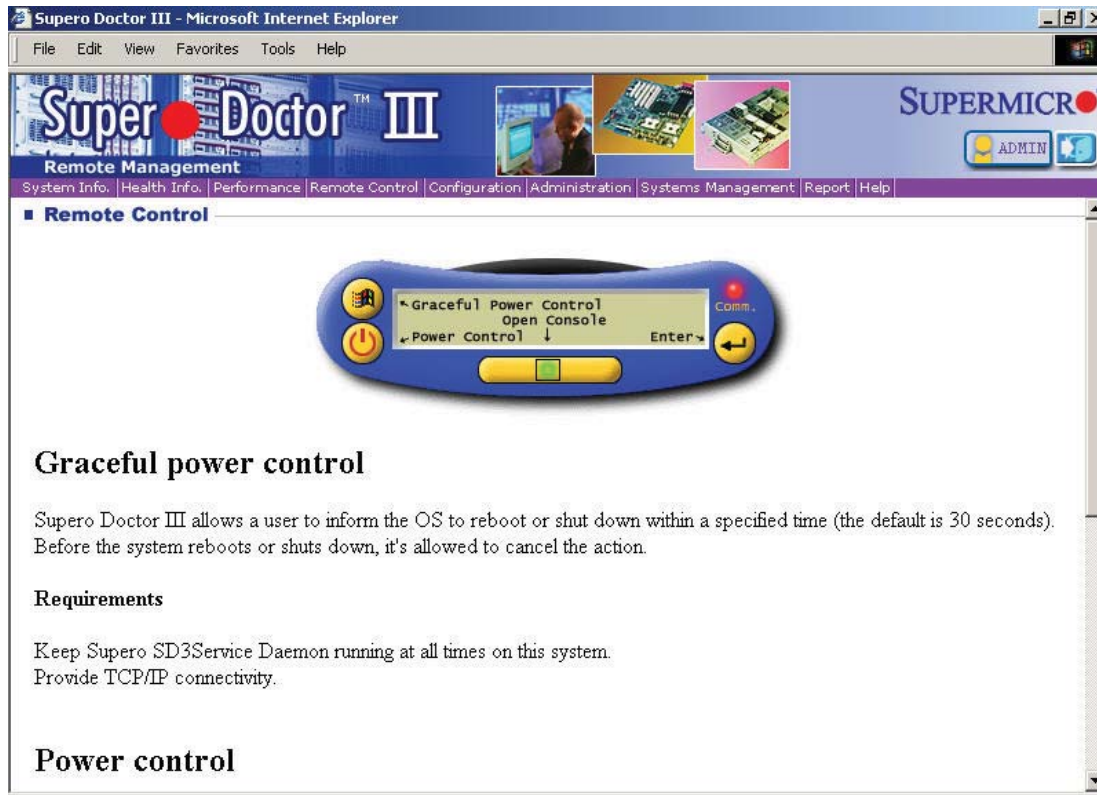 Supero Doctor III - Microsoft Internet Explorer
File Edit View Favorites Tools Help
Super Doctor™ III
SUPERMICR
ADMIN
Remote Management
System Info. Health Info. Performance Remote Control Configuration Administration Systems Management Report Help
Remote Control
Graceful Power Control
Open Console
Power Control ↓ Enter
Comm.
Graceful power control
Supero Doctor III allows a user to inform the OS to reboot or shut down within a specified time (the default is 30 seconds).
Before the system reboots or shuts down, it's allowed to cancel the action.
Requirements
Keep Supero SD3Service Daemon running at all times on this system.
Provide TCP/IP connectivity.
Power control